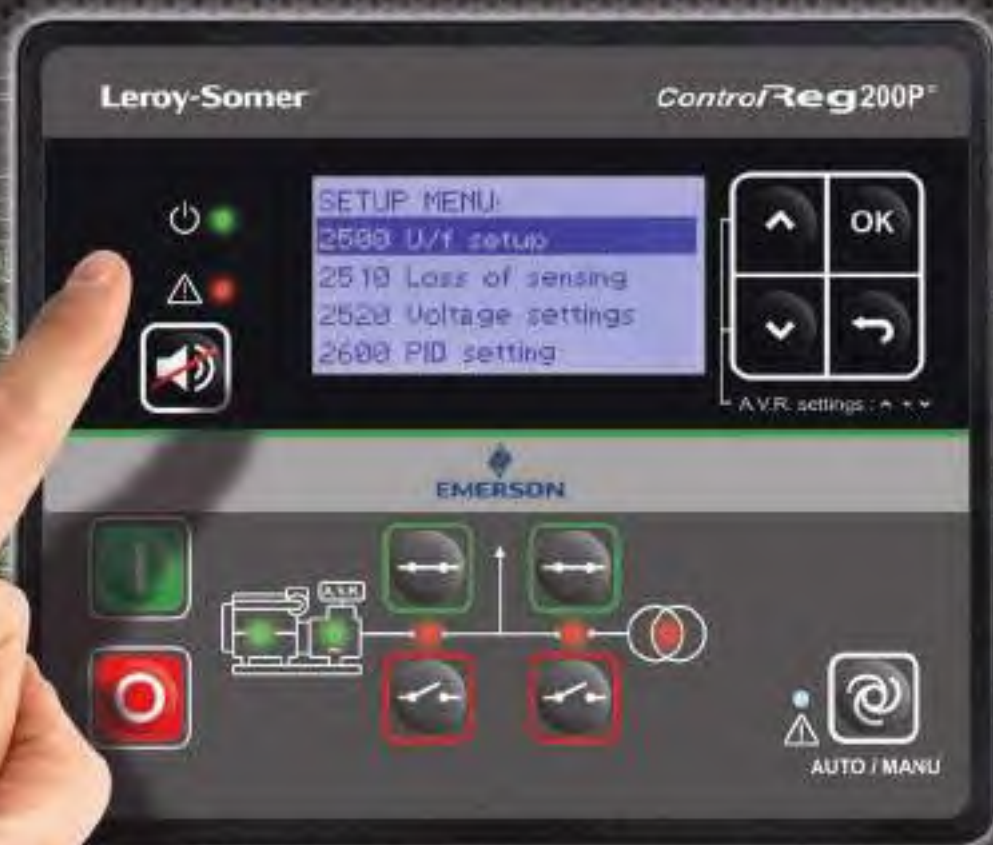 Leroy-Somer
ControlReg200P
SETUP MENU:
2500 U/f setup
2510 Loss of sensing
2520 Voltage settings
2600 PID setting
OK
A.V.R. settings :
EMERSON
A.V.R.
AUTO / MANU